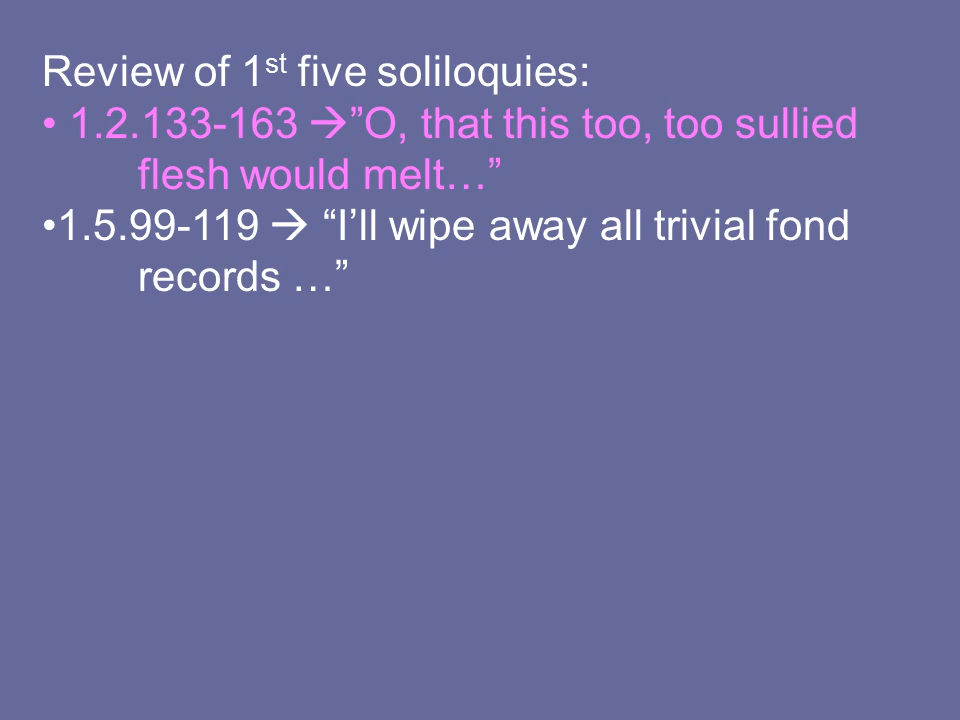 Review of 1st five soliloquies:
• 1.2.133-163 →”O, that this too, too sullied
flesh would melt…”
•1.5.99-119 → “I’ll wipe away all trivial fond
records …”